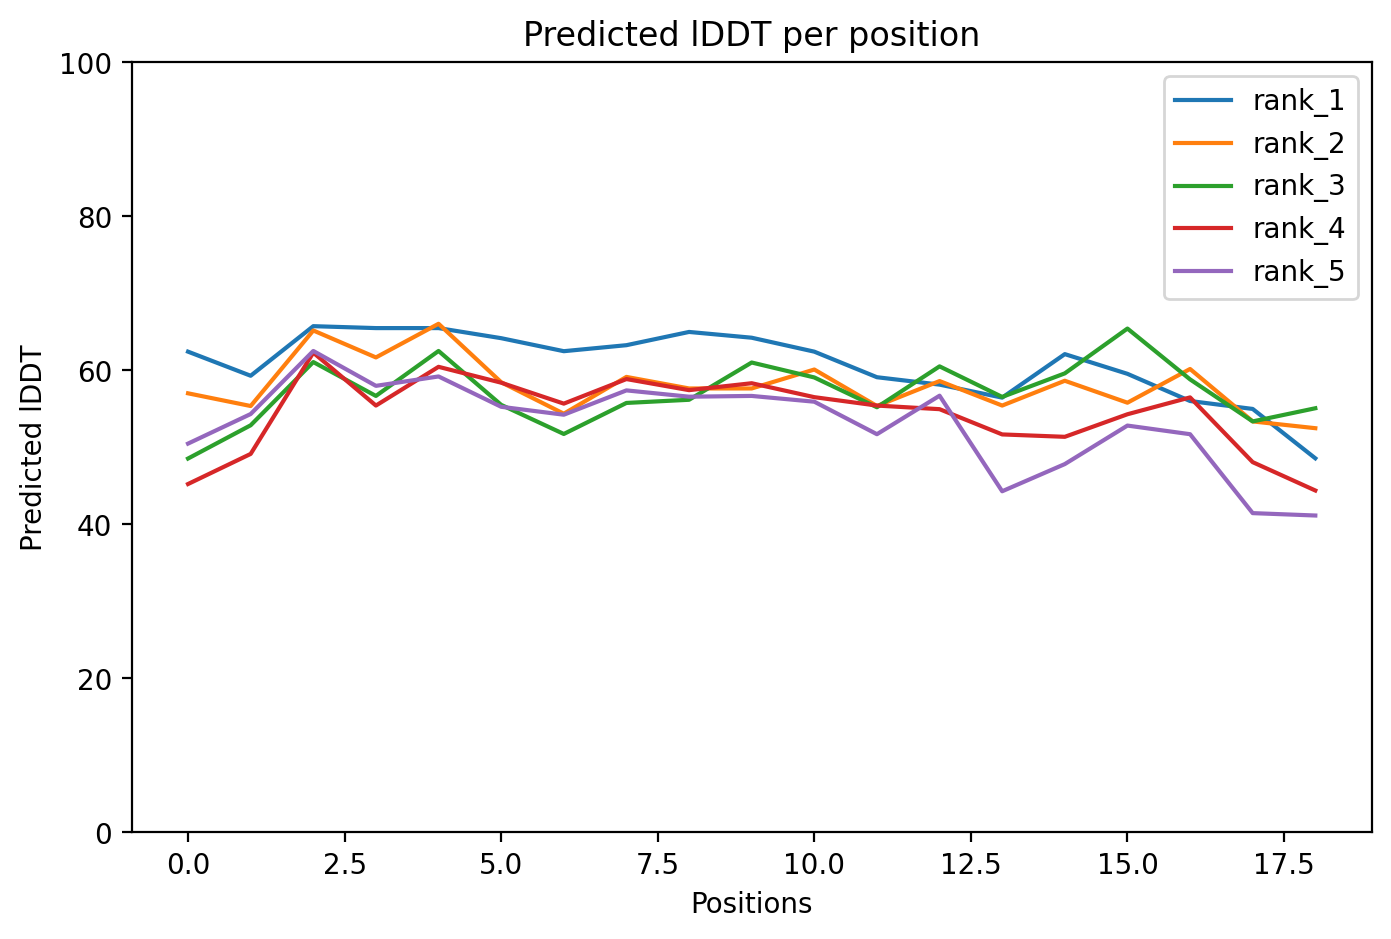 Predicted lDDT per position
100
80
60
40
20
0
Predicted lDDT
rank_1
rank_2
rank_3
rank_4
rank_5
0.0 2.5 5.0 7.5 10.0 12.5 15.0 17.5
Positions